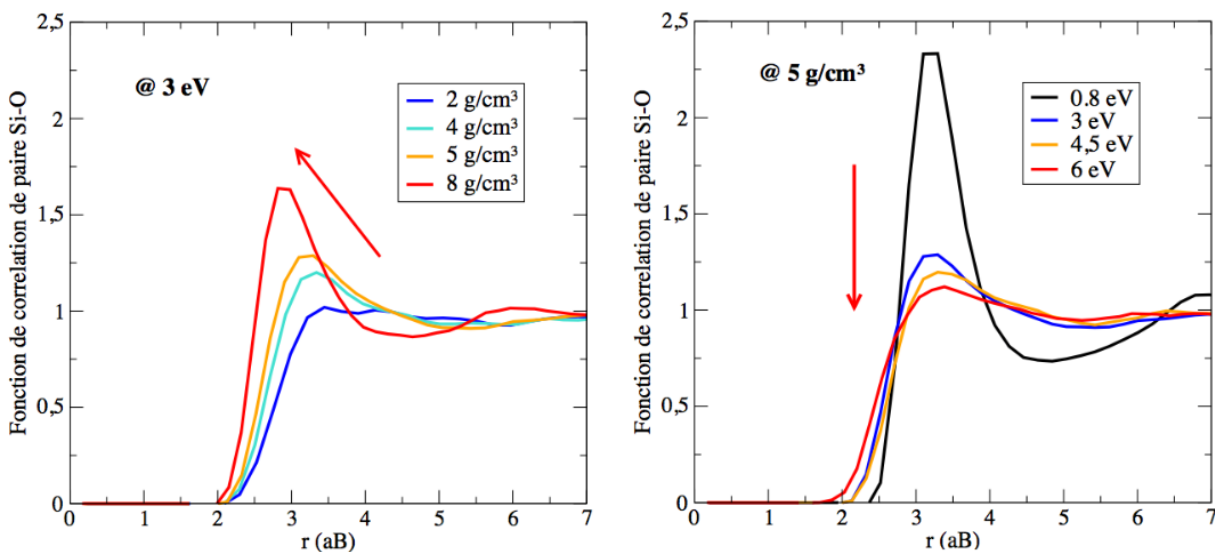 Fonction de correlation de paire Si-O
2,5
2
1.5
1
0,5
0
@ 3 eV
2 g/cm³
4 g/cm³
5 g/cm³
8 g/cm³
0 1 2 3 4 5 6 7
r (aB)
Fonction de correlation de paire Si-O
2,5
2
1.5
1
0,5
0
@ 5 g/cm³
0.8 eV
3 eV
4,5 eV
6 eV
0 1 2 3 4 5 6 7
r (aB)